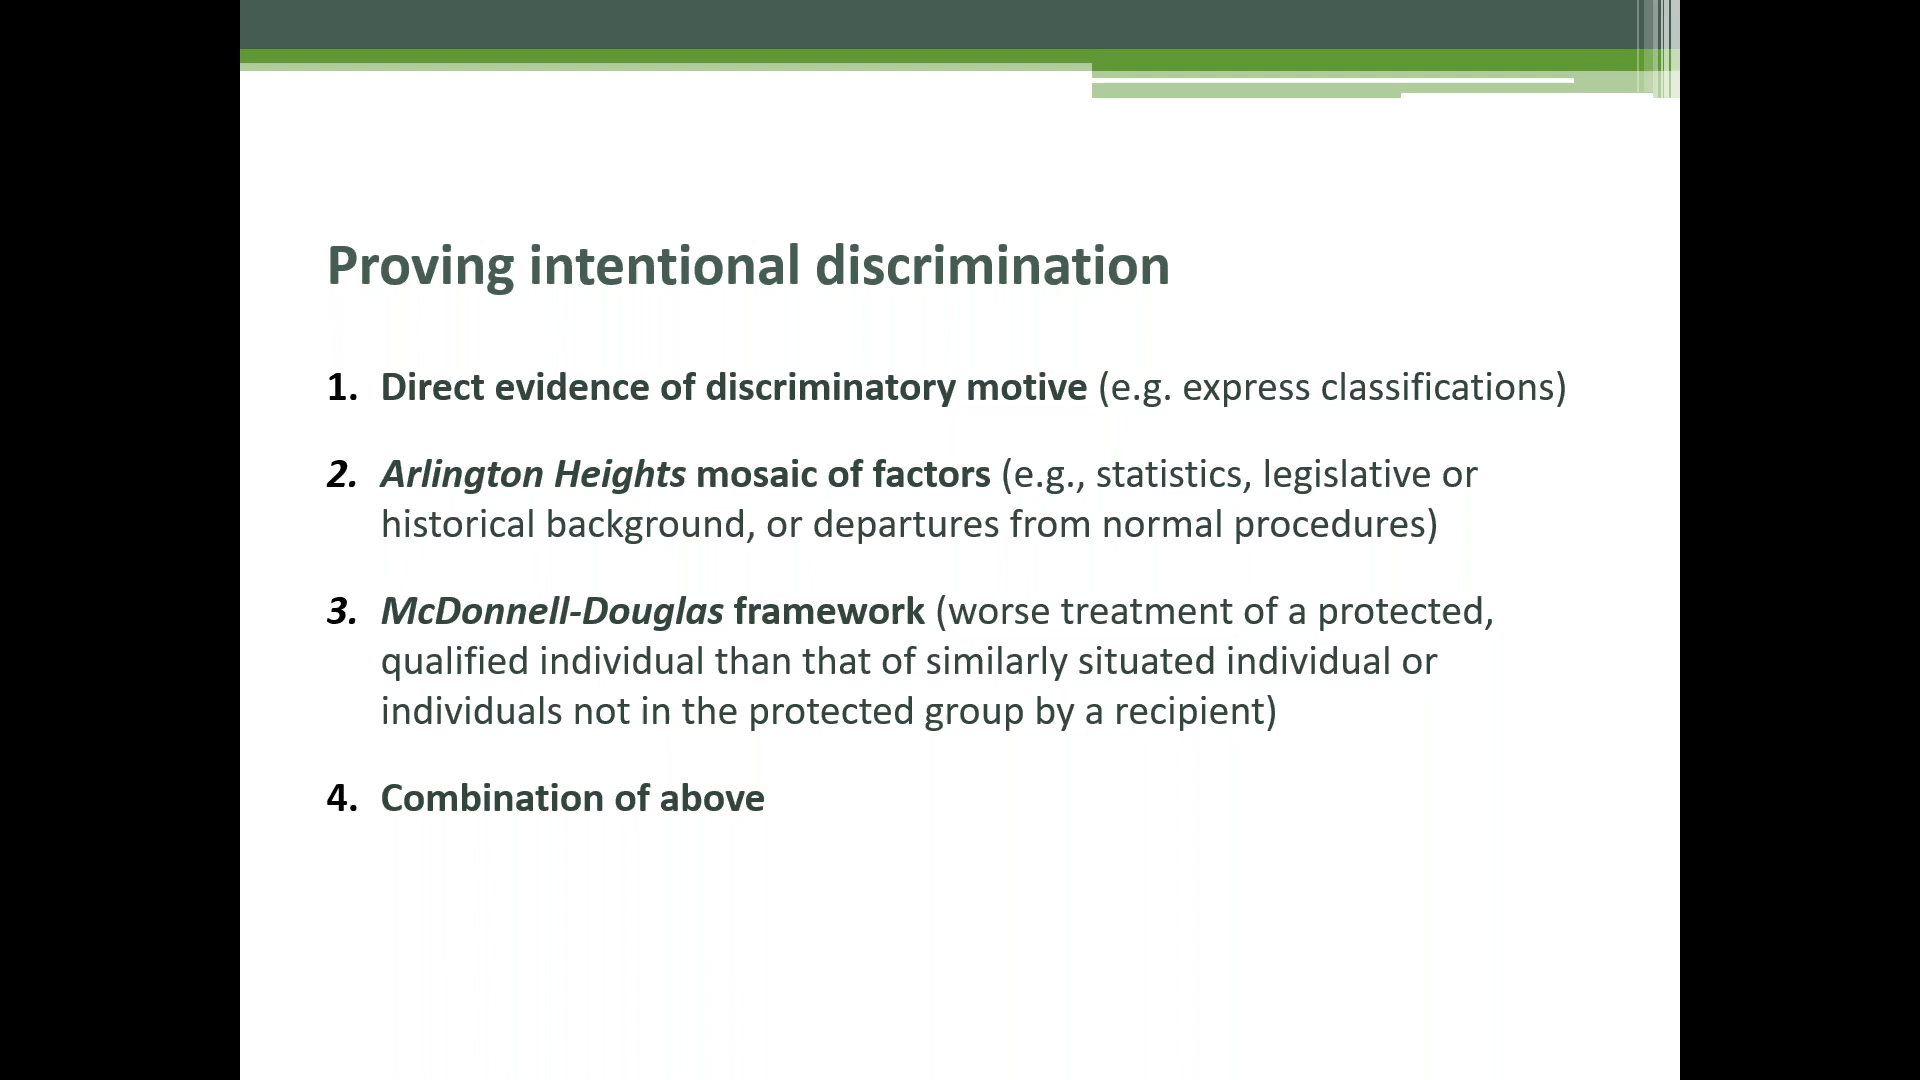 Proving intentional discrimination
1. Direct evidence of discriminatory motive (e.g. express classifications)
2. Arlington Heights mosaic of factors (e.g., statistics, legislative or
historical background, or departures from normal procedures)
3. McDonnell-Douglas framework (worse treatment of a protected,
qualified individual than that of similarly situated individual or
individuals not in the protected group by a recipient)
4. Combination of above